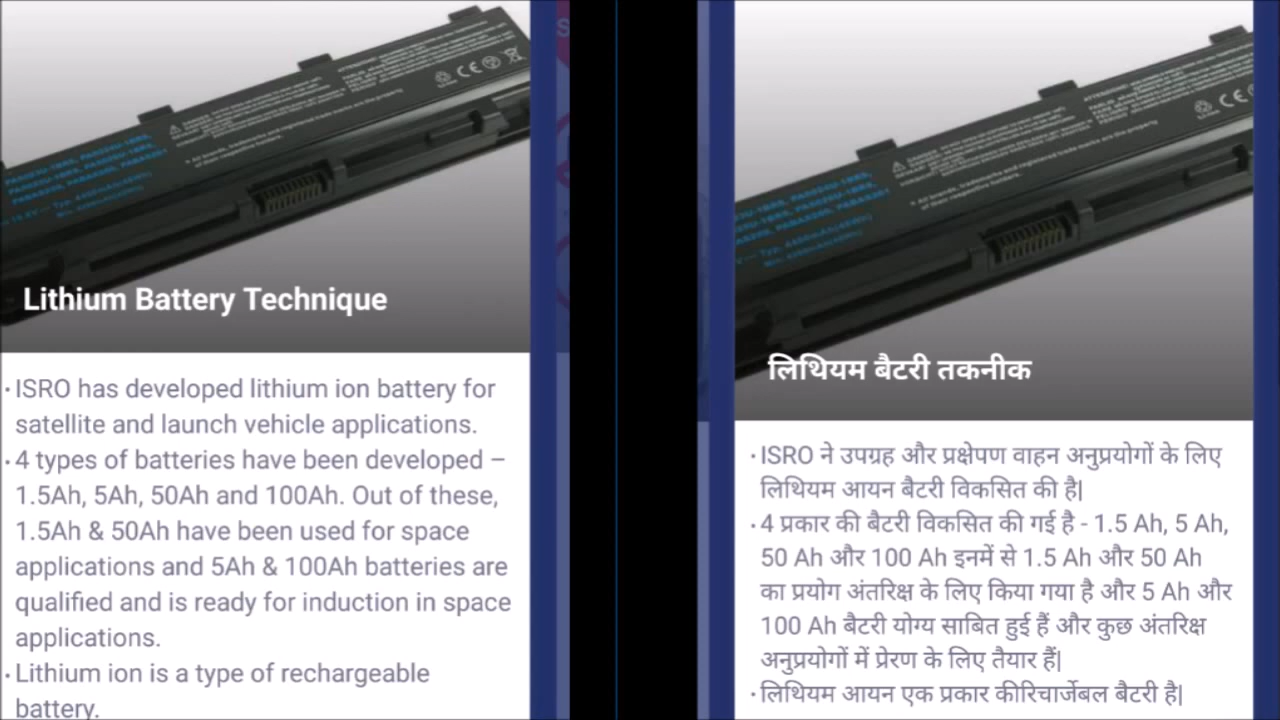 Lithium Battery Technique
· ISRO has developed lithium ion battery for
satellite and launch vehicle applications.
· 4 types of batteries have been developed –
1.5Ah, 5Ah, 50Ah and 100Ah. Out of these,
1.5Ah & 50Ah have been used for space
applications and 5Ah & 100Ah batteries are
qualified and is ready for induction in space
applications.
· Lithium ion is a type of rechargeable
battery.
लिथियम बैटरी तकनीक
· ISRO ने उपग्रह और प्रक्षेपण वाहन अनुप्रयोगों के लिए
लिथियम आयन बैटरी विकसित की है|
· 4 प्रकार की बैटरी विकसित की गई है - 1.5 Ah, 5 Ah,
50 Ah और 100 Ah इनमें से 1.5 Ah और 50 Ah
का प्रयोग अंतरिक्ष के लिए किया गया है और 5 Ah और
100 Ah बैटरी योग्य साबित हुई हैं और कुछ अंतरिक्ष
अनुप्रयोगों में प्रेरण के लिए तैयार हैं|
· लिथियम आयन एक प्रकार कीरिचार्जेबल बैटरी है|